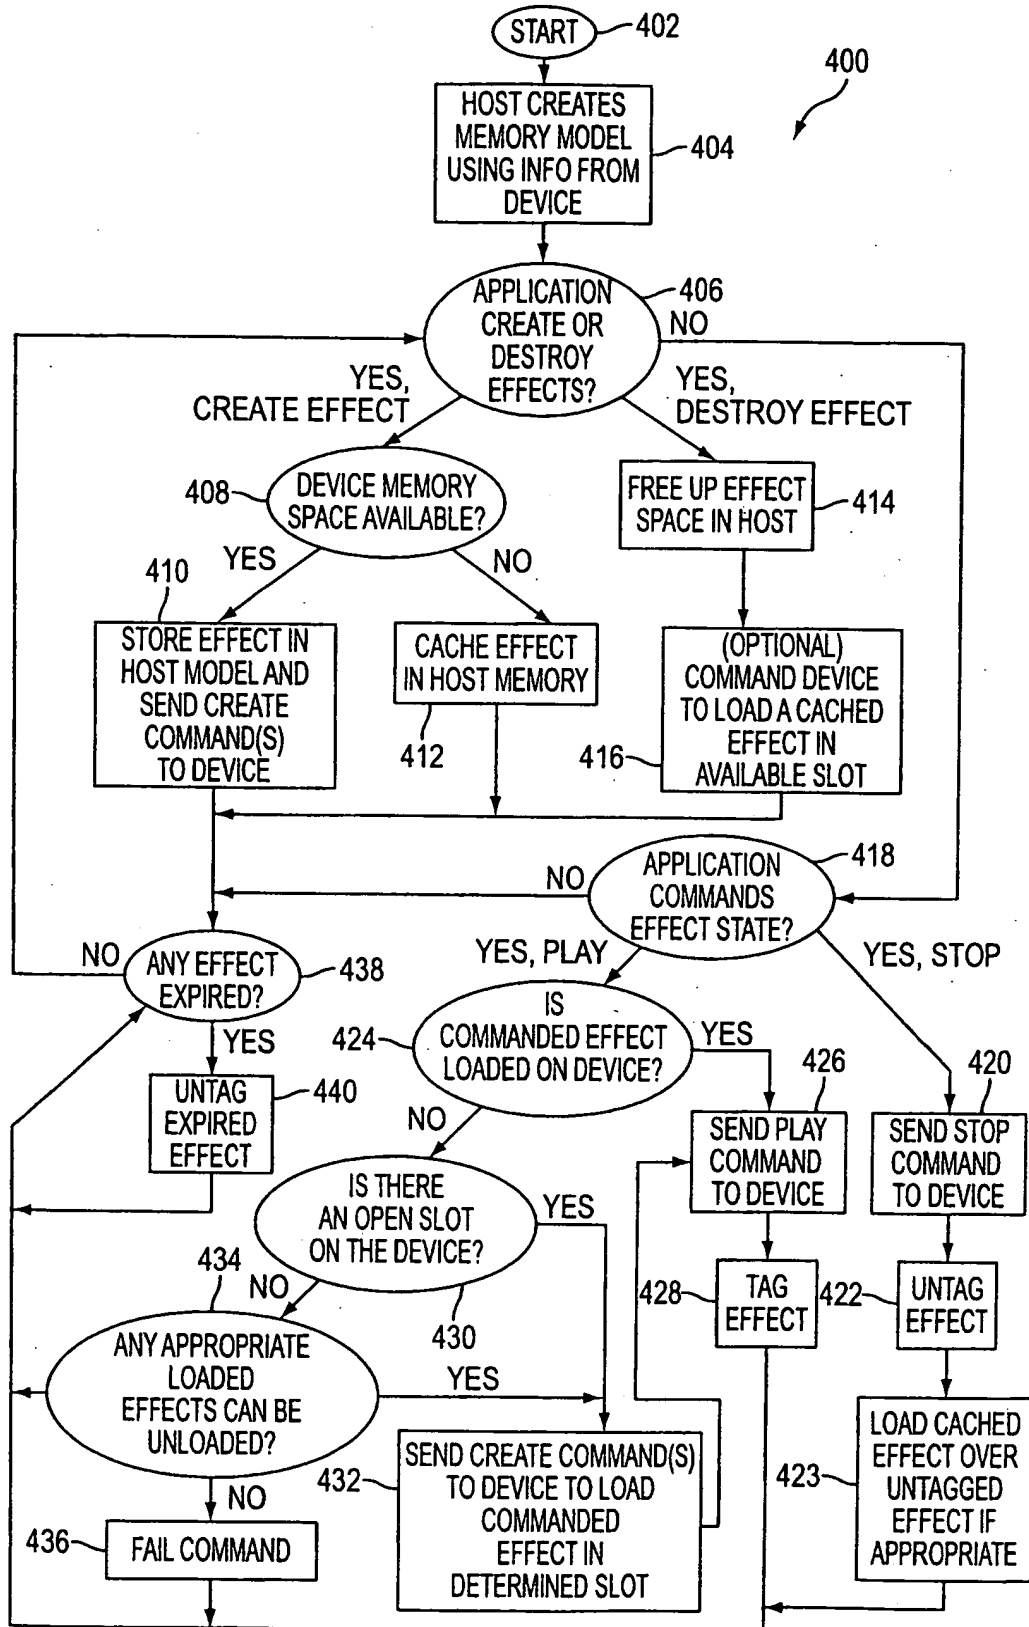 START
402
400
HOST CREATES
MEMORY MODEL
USING INFO FROM
DEVICE
404
APPLICATION
CREATE OR
DESTROY
EFFECTS?
406
NO
YES,
CREATE EFFECT
YES,
DESTROY EFFECT
408
DEVICE MEMORY
SPACE AVAILABLE?
FREE UP EFFECT
SPACE IN HOST
414
YES
NO
410
STORE EFFECT IN
HOST MODEL AND
SEND CREATE
COMMAND(S)
TO DEVICE
CACHE EFFECT
IN HOST MEMORY
412
(OPTIONAL)
COMMAND DEVICE
TO LOAD A CACHED
EFFECT IN
AVAILABLE SLOT
416
APPLICATION
COMMANDS
EFFECT STATE?
418
NO
YES, PLAY
YES, STOP
NO
ANY EFFECT
EXPIRED?
438
YES
UNTAG
EXPIRED
EFFECT
440
424
IS
COMMANDED EFFECT
LOADED ON DEVICE?
YES
NO
426
SEND PLAY
COMMAND
TO DEVICE
420
SEND STOP
COMMAND
TO DEVICE
IS THERE
AN OPEN SLOT
ON THE DEVICE?
YES
NO
430
428
TAG
EFFECT
422
UNTAG
EFFECT
434
ANY APPROPRIATE
LOADED
EFFECTS CAN BE
UNLOADED?
YES
NO
432
SEND CREATE COMMAND(S)
TO DEVICE TO LOAD
COMMANDED
EFFECT IN
DETERMINED SLOT
423
LOAD CACHED
EFFECT OVER
UNTAGGED
EFFECT IF
APPROPRIATE
436
FAIL COMMAND